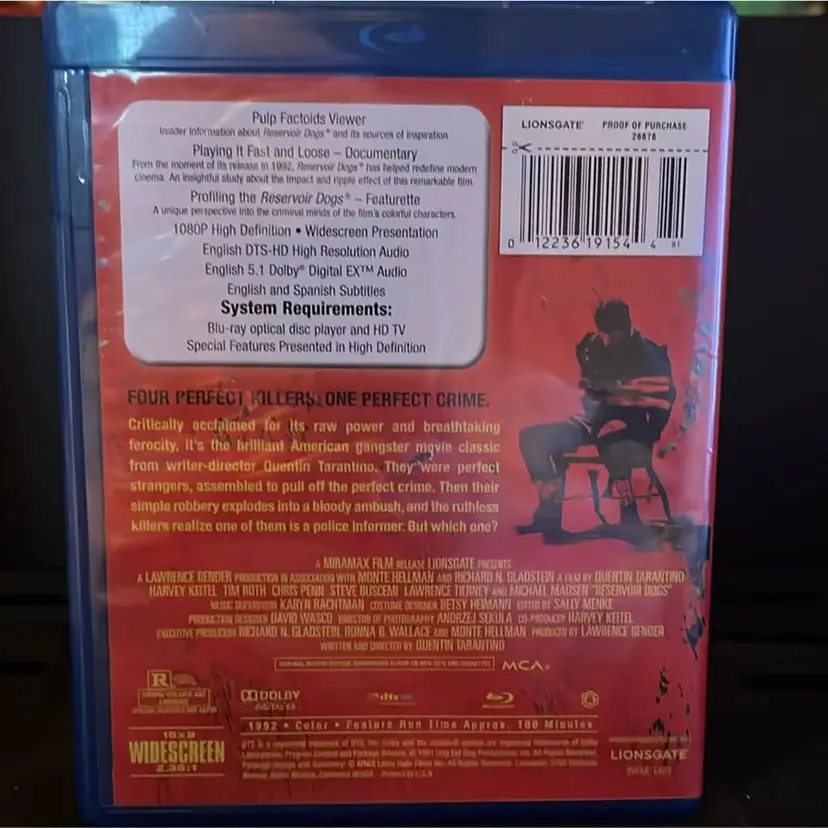 Pulp Factoids Viewer
Insider information about Reservoir Dogs® and its sources of inspiration
Playing It Fast and Loose – Documentary
From the moment of its release in 1992, Reservoir Dogs® has helped redefine modern
cinema. An insightful study about the impact and ripple effect of this remarkable film.
Profiling the Reservoir Dogs® – Featurette
A unique perspective into the criminal minds of the film's colorful characters.
1080P High Definition • Widescreen Presentation
English DTS-HD High Resolution Audio
English 5.1 Dolby® Digital EX™ Audio
English and Spanish Subtitles
System Requirements:
Blu-ray optical disc player and HD TV
Special Features Presented in High Definition
LIONSGATE® PROOF OF PURCHASE
0 12236 19154 4 81
FOUR PERFECT KILLERS. ONE PERFECT CRIME.
Critically acclaimed for its raw power and breathtaking
ferocity, it's the brilliant American gangster movie classic
from writer-director Quentin Tarantino. They were perfect
strangers, assembled to pull off the perfect crime. Then their
simple robbery explodes into a bloody ambush, and the ruthless
killers realize one of them is a police informer. But which one?
A MIRAMAX FILM RELEASE LIONSGATE PRESENTS
A LAWRENCE BENDER PRODUCTION IN ASSOCIATION WITH MONTE HELLMAN AND RICHARD N. GLADSTEIN A FILM BY QUENTIN TARANTINO
HARVEY KEITEL TIM ROTH CHRIS PENN STEVE BUSCEMI LAWRENCE TIERNEY AND MICHAEL MADSEN "RESERVOIR DOGS"
MUSIC SUPERVISOR KARYN RACHTMAN COSTUME DESIGNER BETSY HEIMANN EDITED BY SALLY MENKE
PRODUCTION DESIGNER DAVID WASCO DIRECTOR OF PHOTOGRAPHY ANDRZEJ SEKULA CO-PRODUCER HARVEY KEITEL
EXECUTIVE PRODUCERS RICHARD N. GLADSTEIN, RONNA B. WALLACE AND MONTE HELLMAN PRODUCED BY LAWRENCE BENDER
WRITTEN AND DIRECTED BY QUENTIN TARANTINO
MCA®
R
DOLBY
DIGITAL EX
dts
1992 • Color • Feature Run Time Approx. 100 Minutes
16x9
WIDESCREEN
2.35:1
LIONSGATE